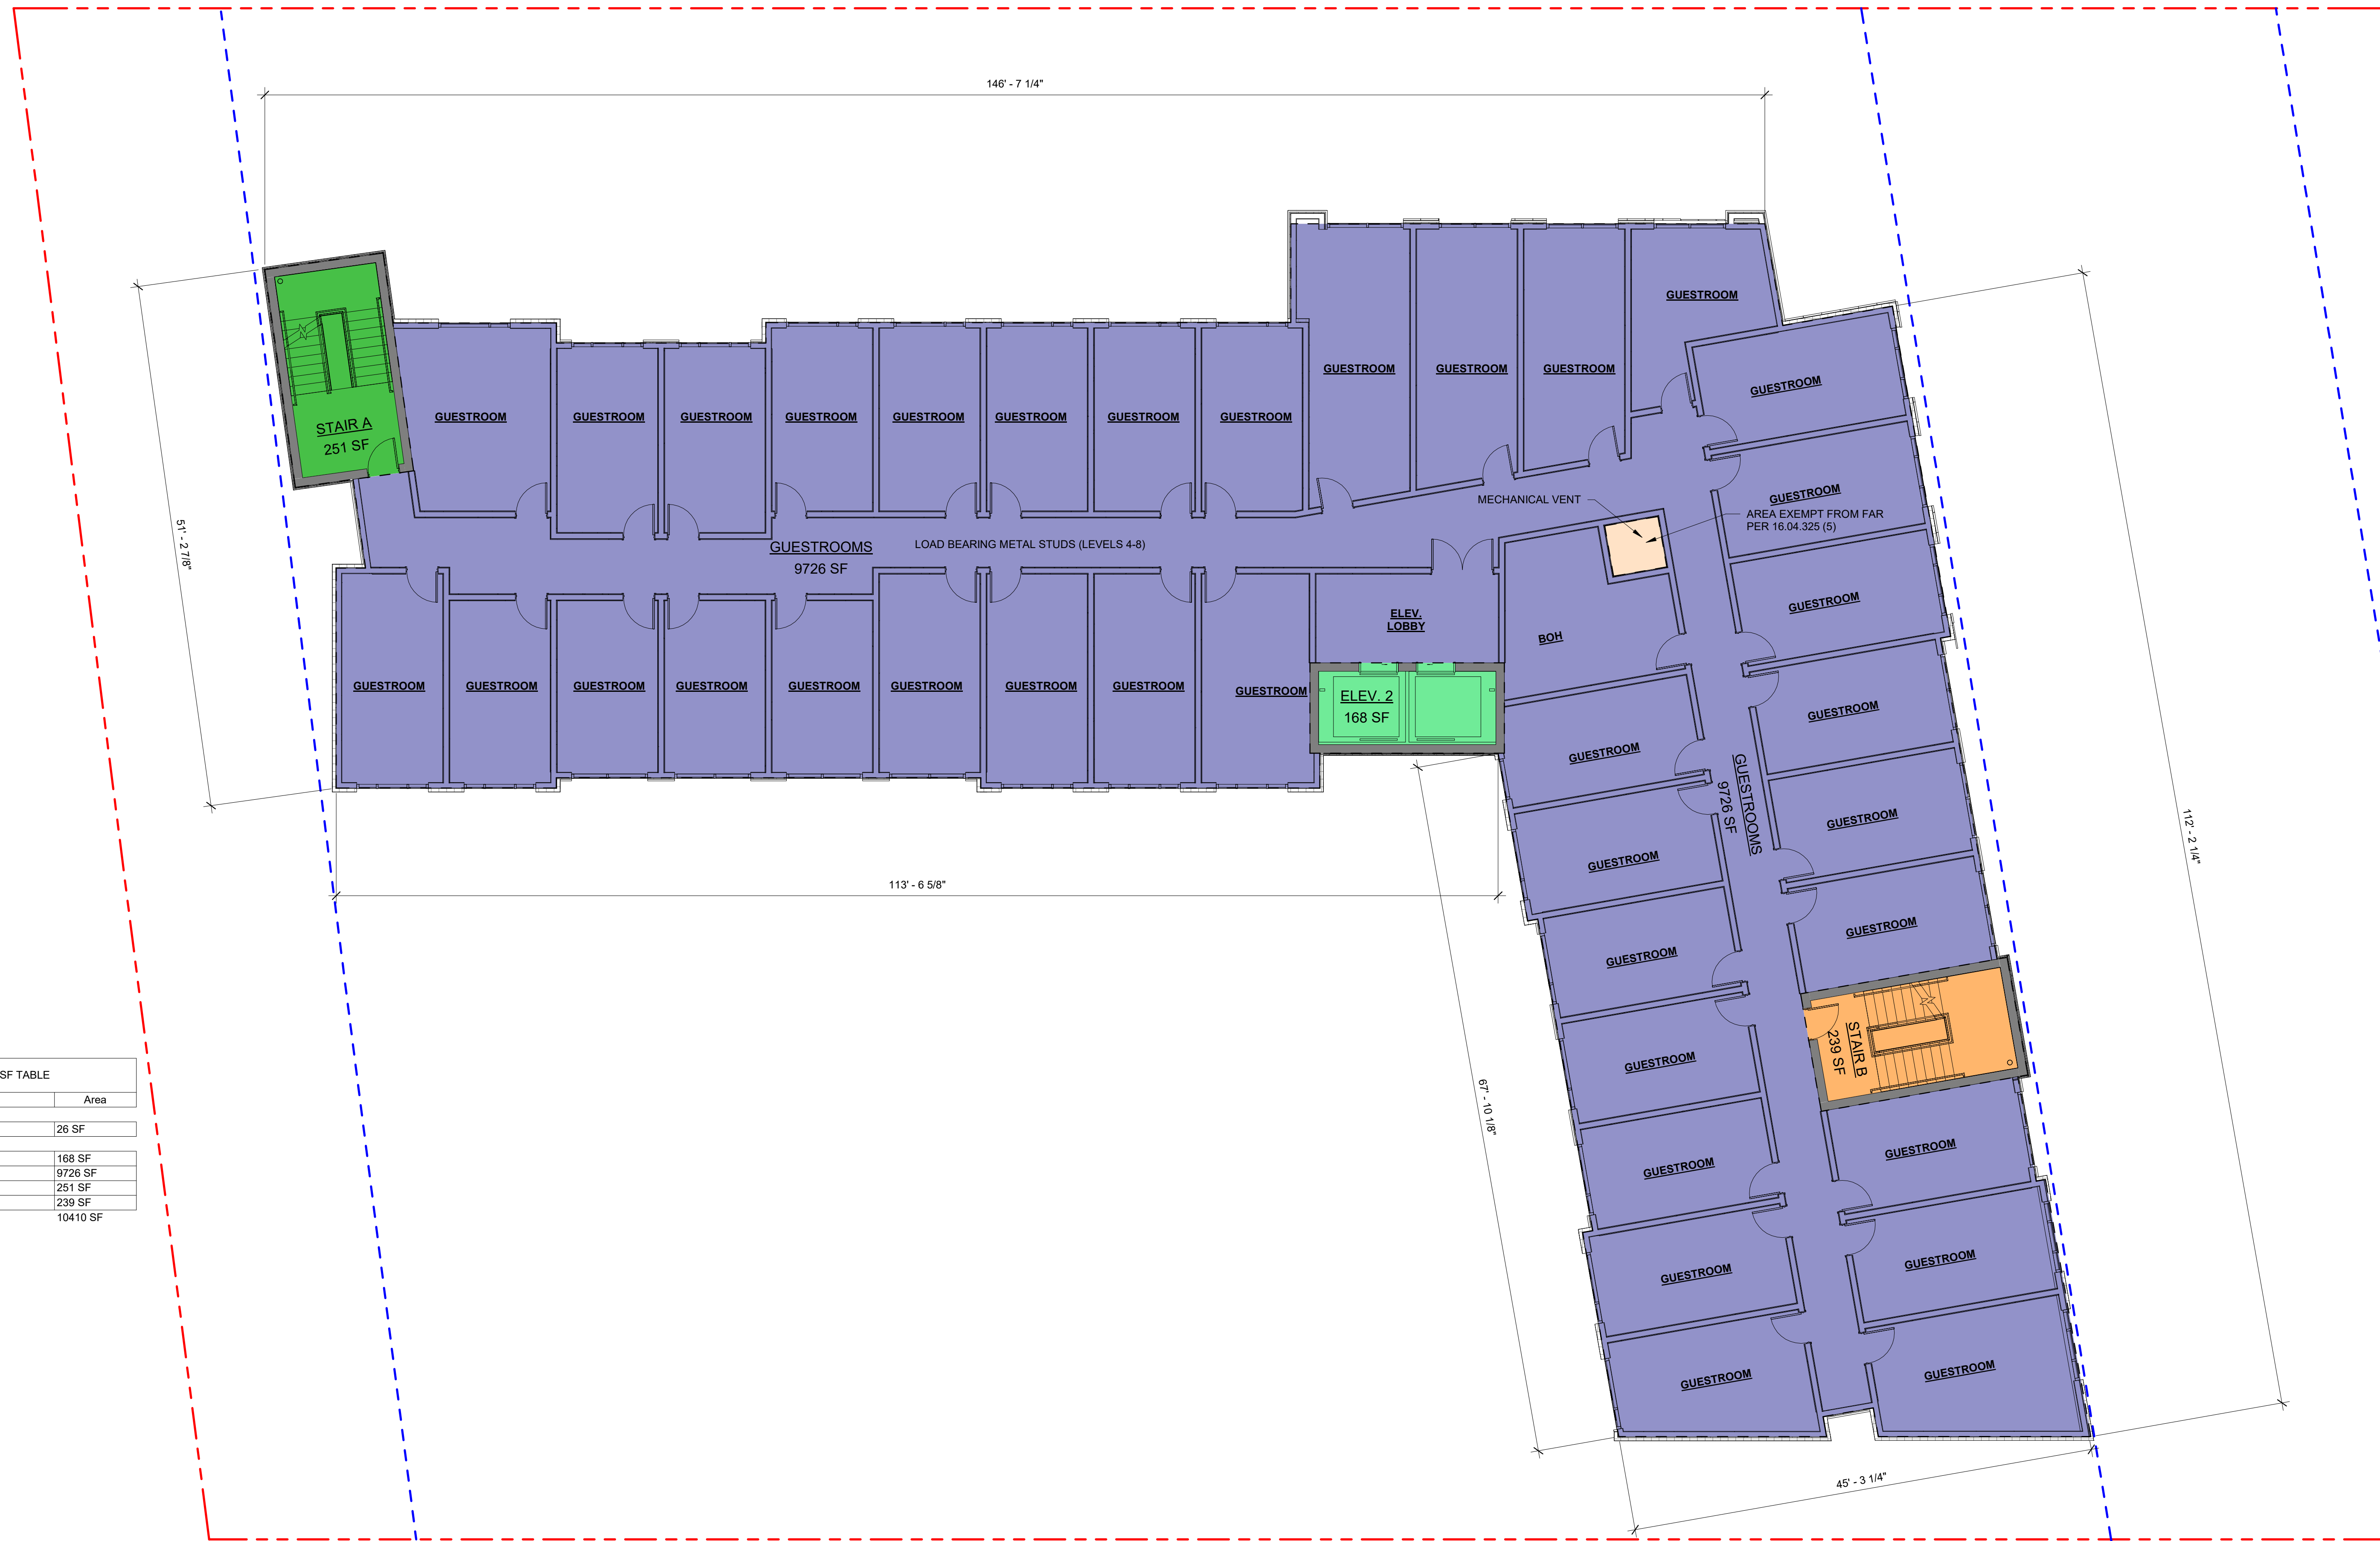 146' - 7 1/4"
GUESTROOM
GUESTROOM
GUESTROOM
GUESTROOM
GUESTROOM
GUESTROOM
STAIR A
251 SF
GUESTROOM
GUESTROOM
GUESTROOM
GUESTROOM
GUESTROOM
GUESTROOM
GUESTROOM
GUESTROOM
MECHANICAL VENT
GUESTROOM
AREA EXEMPT FROM FAR
PER 16.04.325 (5)
51' - 2 7/8"
GUESTROOMS
9726 SF
LOAD BEARING METAL STUDS (LEVELS 4-8)
GUESTROOM
ELEV.
LOBBY
BOH
GUESTROOM
GUESTROOM
GUESTROOM
GUESTROOM
GUESTROOM
GUESTROOM
GUESTROOM
GUESTROOM
GUESTROOM
ELEV. 2
168 SF
GUESTROOM
GUESTROOM
GUESTROOMS
9726 SF
GUESTROOM
112' - 2 1/4"
113' - 6 5/8"
GUESTROOM
GUESTROOM
GUESTROOM
GUESTROOM
STAIR B
239 SF
67' - 10 1/8"
GUESTROOM
GUESTROOM
GUESTROOM
GUESTROOM
GUESTROOM
GUESTROOM
GUESTROOM
45' - 3 1/4"
SF TABLE
Area
26 SF
168 SF
9726 SF
251 SF
239 SF
10410 SF